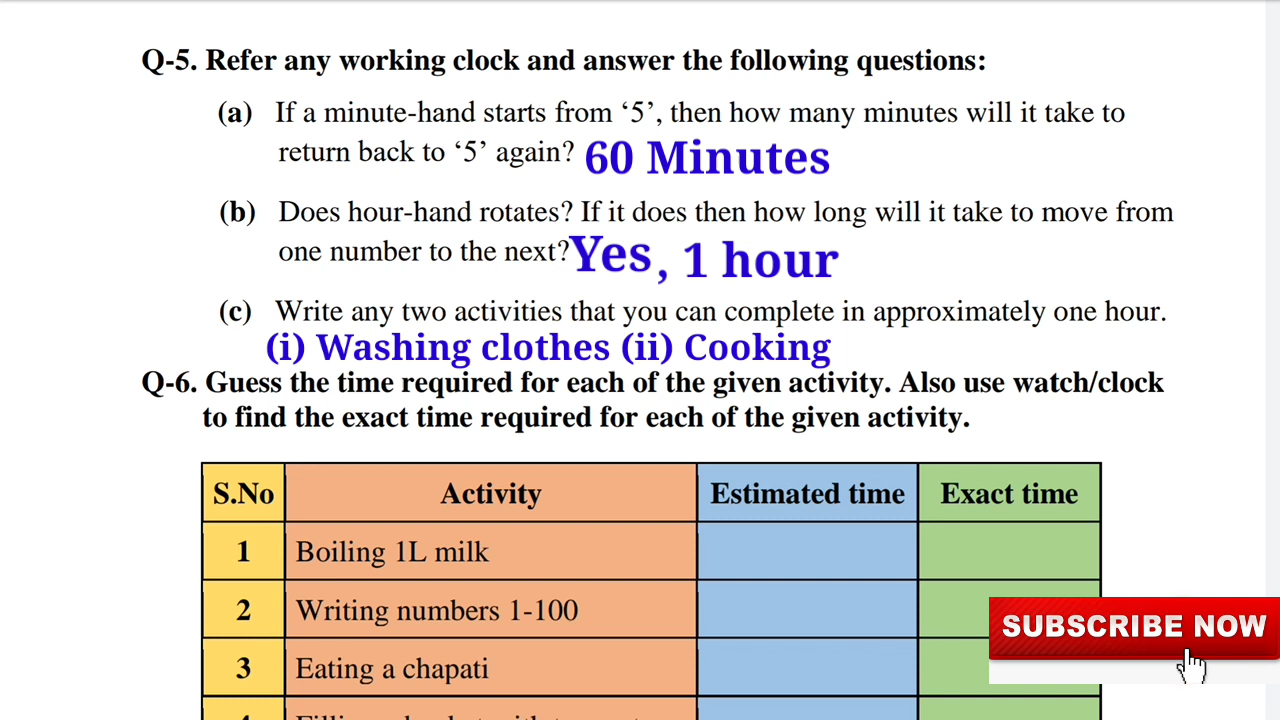 Q-5. Refer any working clock and answer the following questions:
(a) If a minute-hand starts from ‘5’, then how many minutes will it take to
return back to ‘5’ again? 60 Minutes
(b) Does hour-hand rotates? If it does then how long will it take to move from
one number to the next? Yes, 1 hour
(c) Write any two activities that you can complete in approximately one hour.
(i) Washing clothes (ii) Cooking
Q-6. Guess the time required for each of the given activity. Also use watch/clock
to find the exact time required for each of the given activity.
S.No Activity Estimated time Exact time
1 Boiling 1L milk
2 Writing numbers 1-100
SUBSCRIBE NOW
3 Eating a chapati